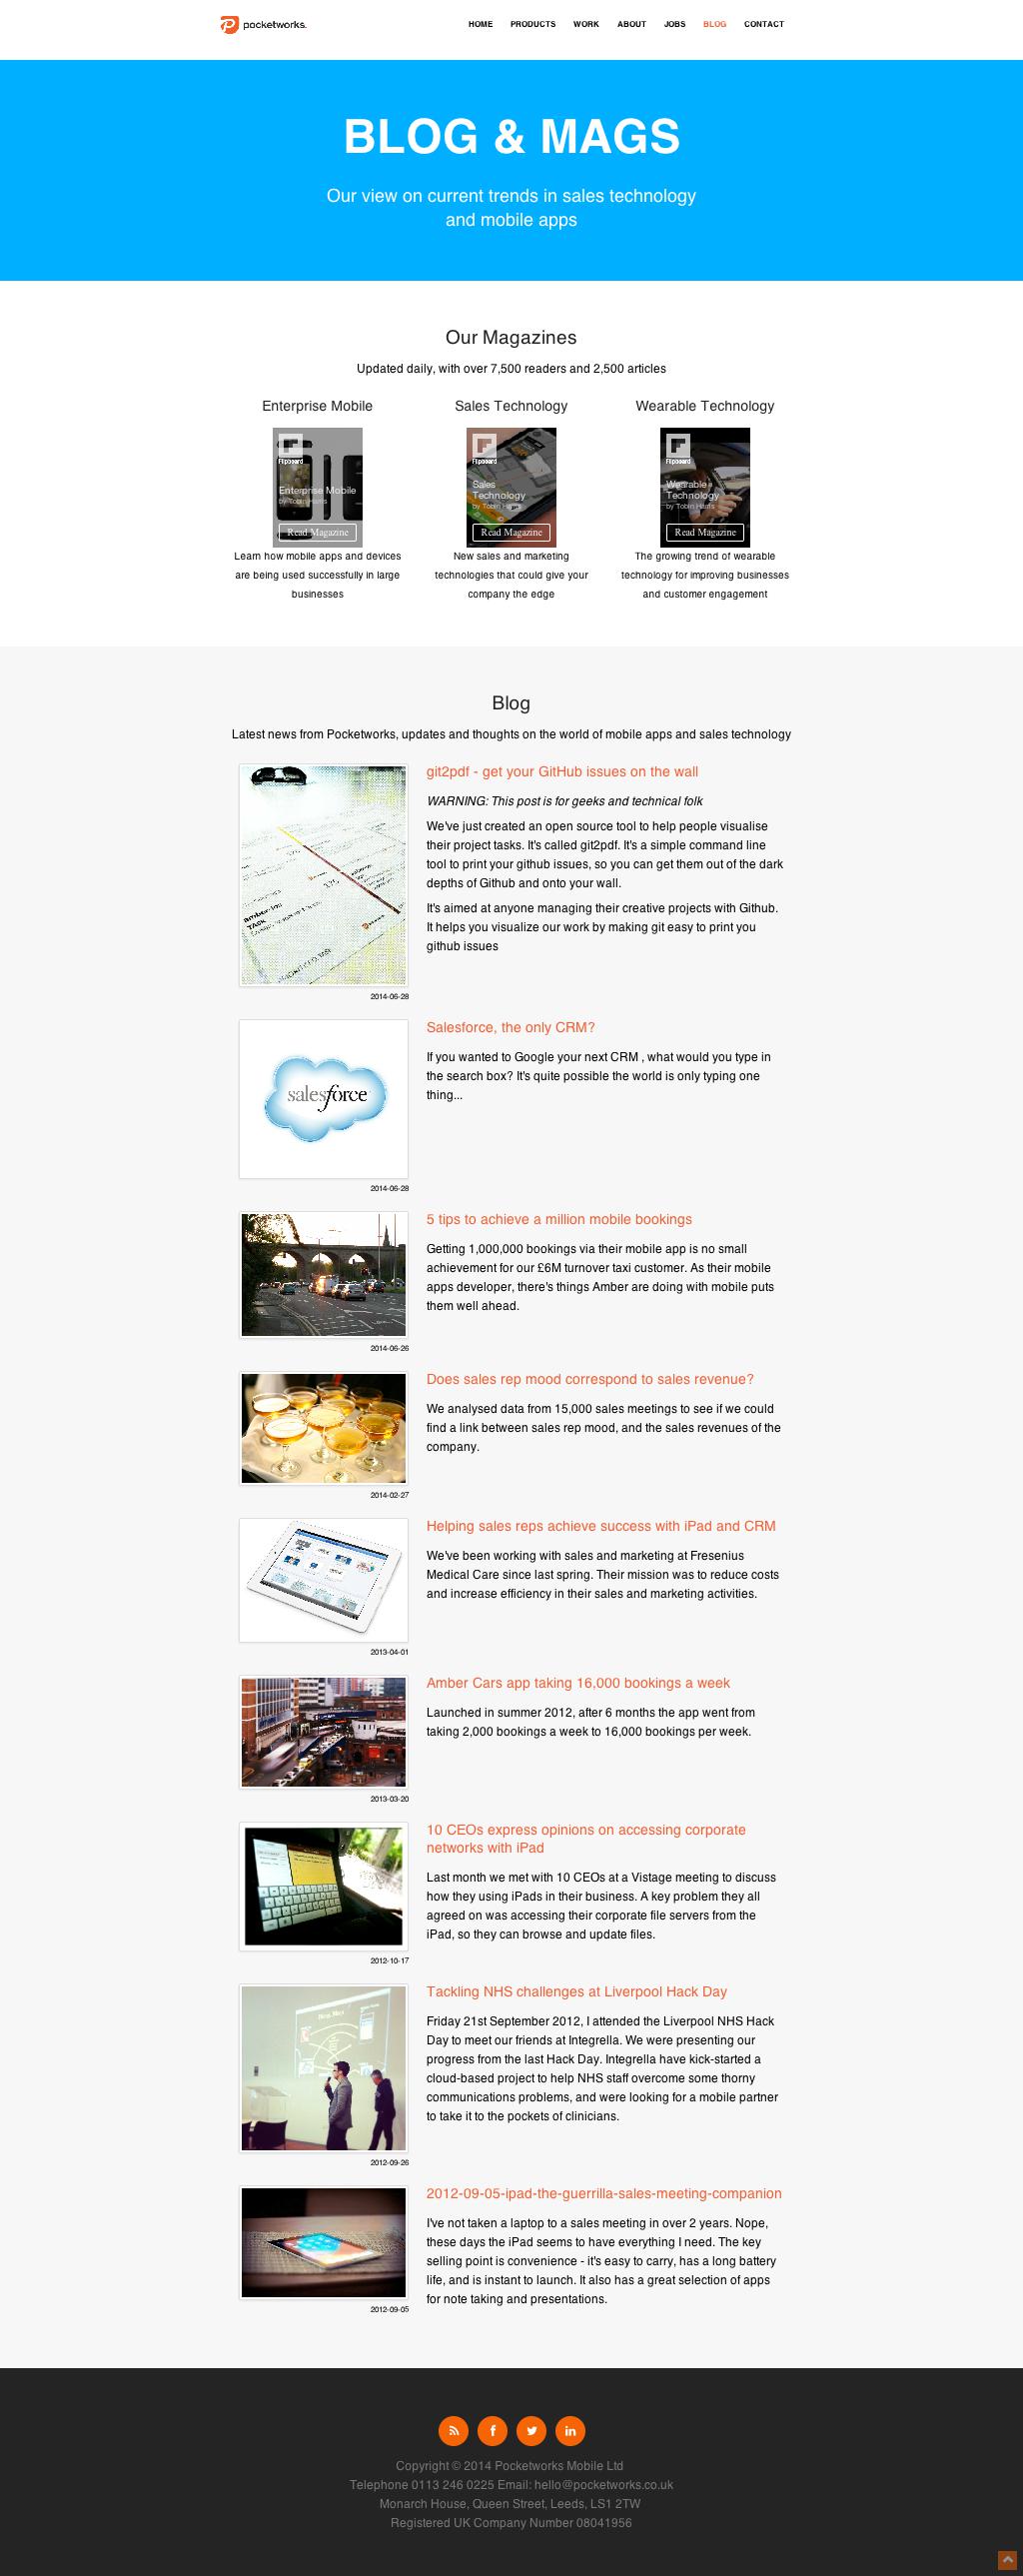 pocketworks.
HOME PRODUCTS WORK ABOUT JOBS BLOG CONTACT
BLOG & MAGS
Our view on current trends in sales technology
and mobile apps
Our Magazines
Updated daily, with over 7,500 readers and 2,500 articles
Enterprise Mobile
Flipboard
Enterprise Mobile
by Tobin Harris
Read Magazine
Learn how mobile apps and devices
are being used successfully in large
businesses
Sales Technology
Flipboard
Sales
Technology
by Tobin Harris
Read Magazine
New sales and marketing
technologies that could give your
company the edge
Wearable Technology
Flipboard
Wearable
Technology
by Tobin Harris
Read Magazine
The growing trend of wearable
technology for improving businesses
and customer engagement
Blog
Latest news from Pocketworks, updates and thoughts on the world of mobile apps and sales technology
git2pdf - get your GitHub issues on the wall
WARNING: This post is for geeks and technical folk
We've just created an open source tool to help people visualise
their project tasks. It's called git2pdf. It's a simple command line
tool to print your github issues, so you can get them out of the dark
depths of Github and onto your wall.
It's aimed at anyone managing their creative projects with Github.
It helps you visualize our work by making git easy to print you
github issues
2014-06-28
salesforce
Salesforce, the only CRM?
If you wanted to Google your next CRM , what would you type in
the search box? It's quite possible the world is only typing one
thing...
2014-06-28
5 tips to achieve a million mobile bookings
Getting 1,000,000 bookings via their mobile app is no small
achievement for our £6M turnover taxi customer. As their mobile
apps developer, there's things Amber are doing with mobile puts
them well ahead.
2014-06-26
Does sales rep mood correspond to sales revenue?
We analysed data from 15,000 sales meetings to see if we could
find a link between sales rep mood, and the sales revenues of the
company.
2014-02-27
Helping sales reps achieve success with iPad and CRM
We've been working with sales and marketing at Fresenius
Medical Care since last spring. Their mission was to reduce costs
and increase efficiency in their sales and marketing activities.
2013-04-01
Amber Cars app taking 16,000 bookings a week
Launched in summer 2012, after 6 months the app went from
taking 2,000 bookings a week to 16,000 bookings per week.
2013-03-20
10 CEOs express opinions on accessing corporate
networks with iPad
Last month we met with 10 CEOs at a Vistage meeting to discuss
how they using iPads in their business. A key problem they all
agreed on was accessing their corporate file servers from the
iPad, so they can browse and update files.
2012-10-17
Tackling NHS challenges at Liverpool Hack Day
Friday 21st September 2012, I attended the Liverpool NHS Hack
Day to meet our friends at Integrella. We were presenting our
progress from the last Hack Day. Integrella have kick-started a
cloud-based project to help NHS staff overcome some thorny
communications problems, and were looking for a mobile partner
to take it to the pockets of clinicians.
2012-09-26
2012-09-05-ipad-the-guerrilla-sales-meeting-companion
I've not taken a laptop to a sales meeting in over 2 years. Nope,
these days the iPad seems to have everything I need. The key
selling point is convenience - it's easy to carry, has a long battery
life, and is instant to launch. It also has a great selection of apps
for note taking and presentations.
2012-09-05
Copyright © 2014 Pocketworks Mobile Ltd
Telephone 0113 246 0225 Email: hello@pocketworks.co.uk
Monarch House, Queen Street, Leeds, LS1 2TW
Registered UK Company Number 08041956